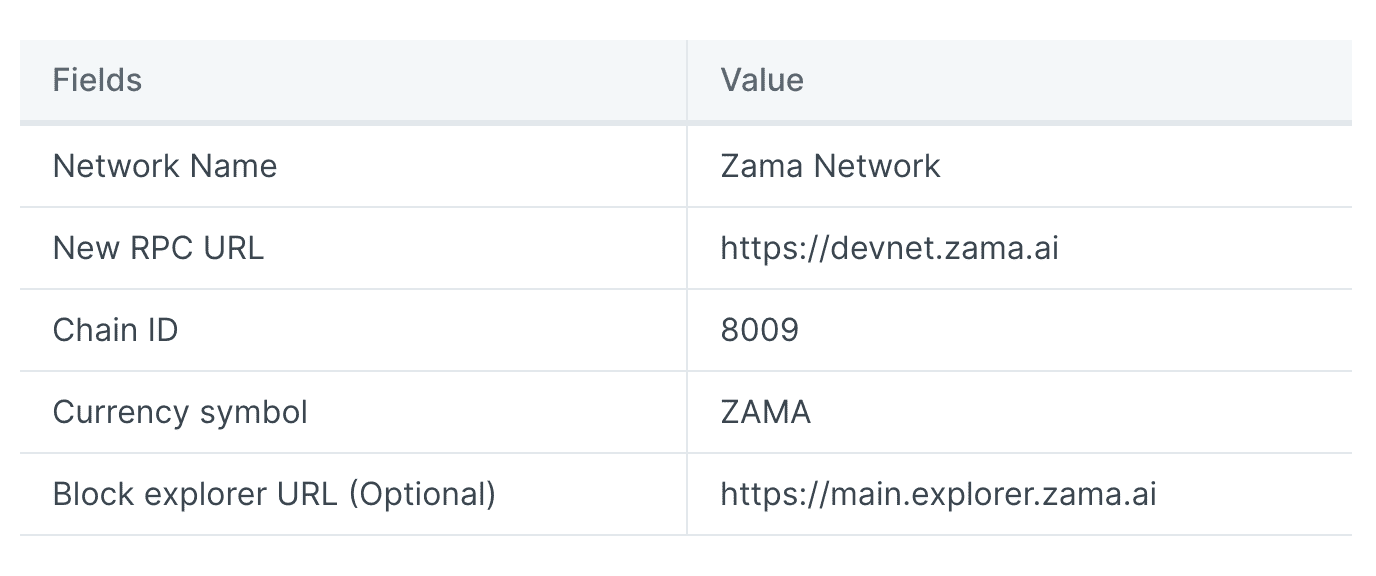 Fields Value
Network Name Zama Network
New RPC URL https://devnet.zama.ai
Chain ID 8009
Currency symbol ZAMA
Block explorer URL (Optional) https://main.explorer.zama.ai